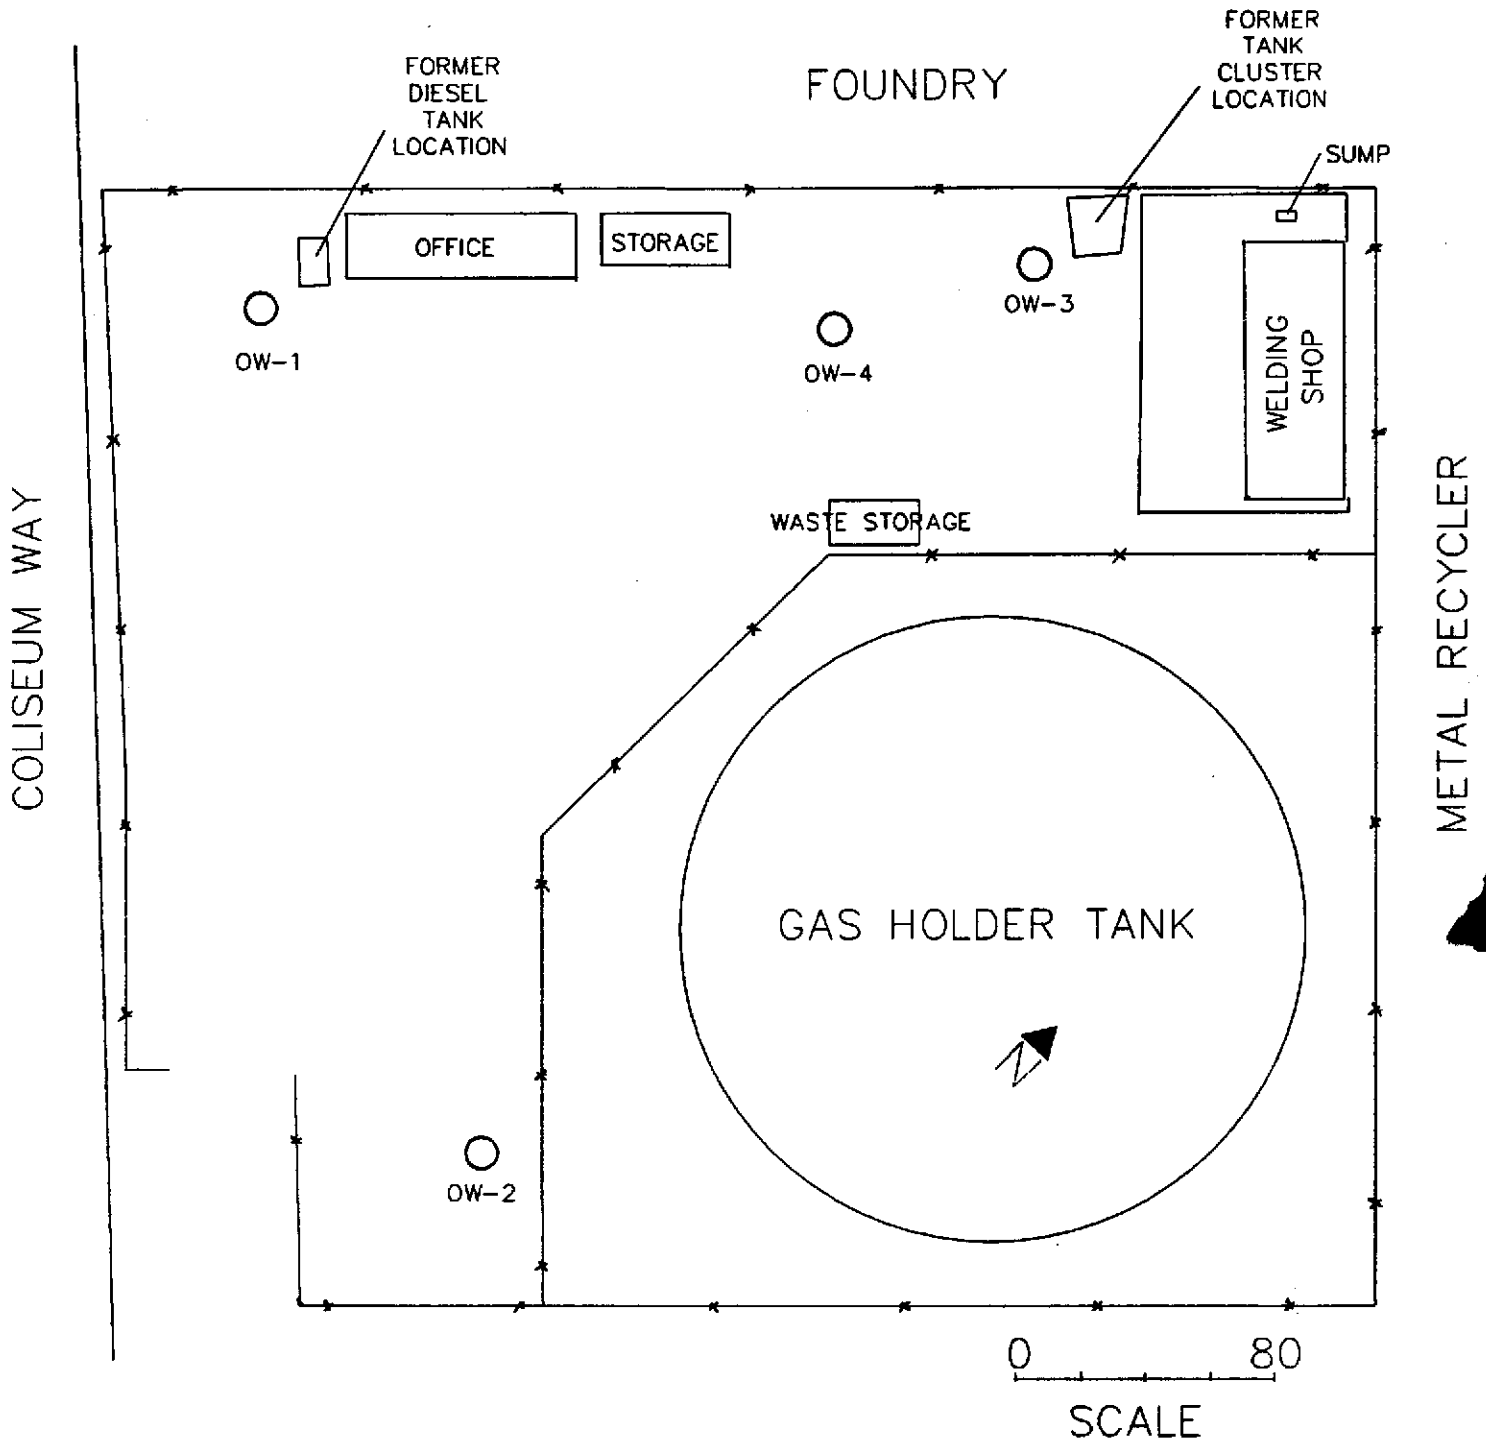 FORMER
TANK
CLUSTER
LOCATION
FORMER
DIESEL
TANK
LOCATION
FOUNDRY
SUMP
OFFICE
STORAGE
OW-1
OW-4
OW-3
WELDING
SHOP
WASTE STORAGE
COLISEUM WAY
METAL RECYCLER
GAS HOLDER TANK
N
OW-2
0 80
SCALE